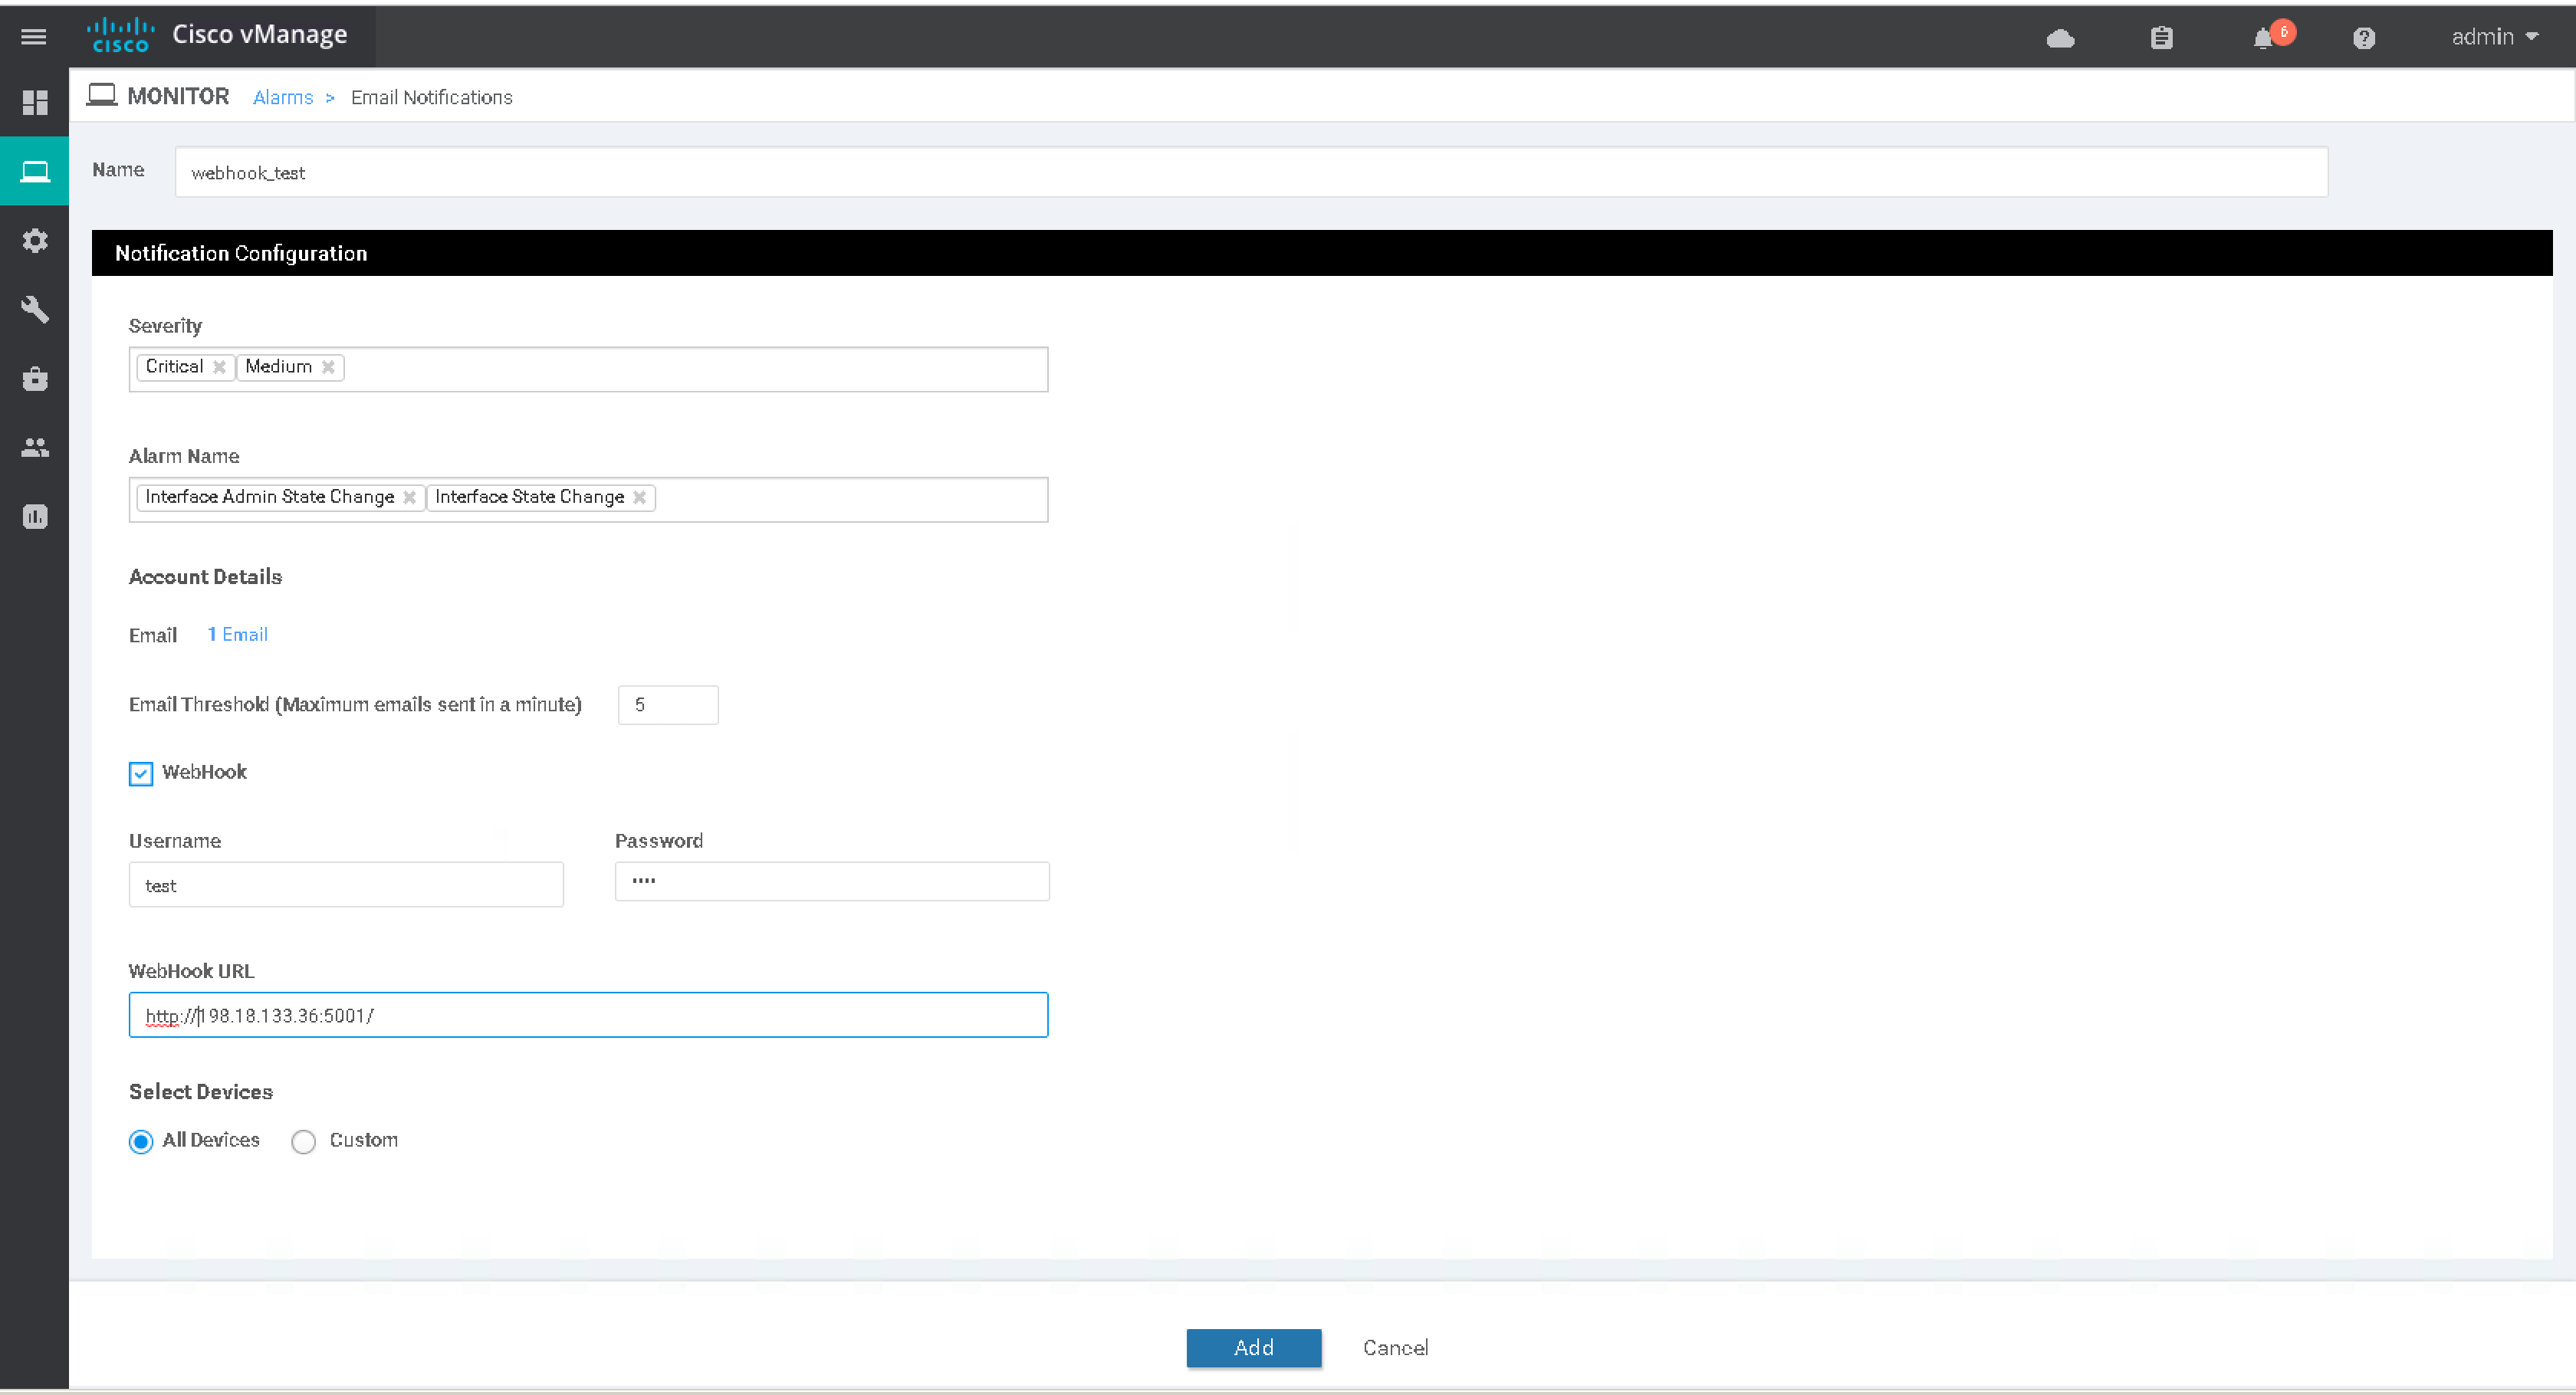 cisco Cisco vManage 6 admin
MONITOR Alarms > Email Notifications
Name webhook_test
Notification Configuration
Severity
Critical Medium
Alarm Name
Interface Admin State Change Interface State Change
Account Details
Email 1 Email
Email Threshold (Maximum emails sent in a minute) 5
WebHook
Username Password
test ••••
WebHook URL
http://198.18.133.36:5001/
Select Devices
All Devices Custom
Add Cancel